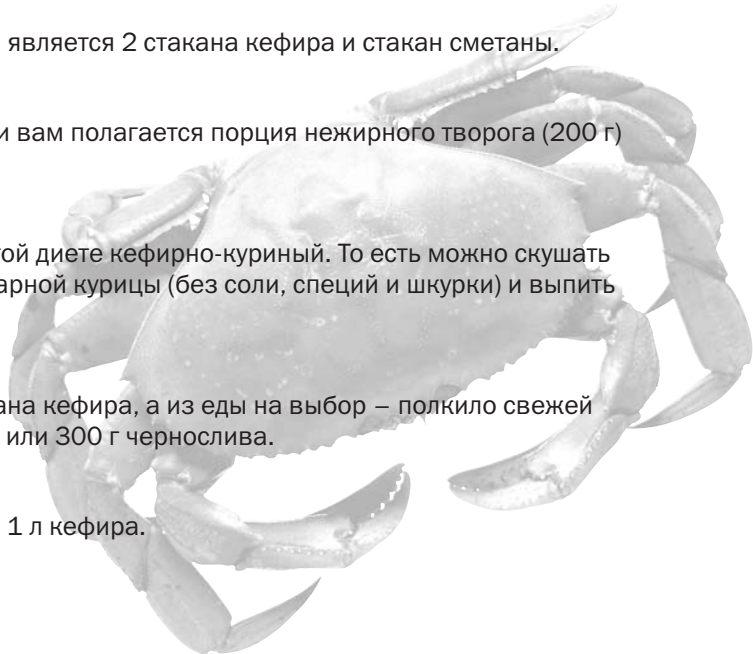 является 2 стакана кефира и стакан сметаны.
и вам полагается порция нежирного творога (200 г)
той диете кефирно-куриный. То есть можно скушать
арной курицы (без соли, специй и шкурки) и выпить
ана кефира, а из еды на выбор – полкило свежей
или 300 г чернослива.
1 л кефира.